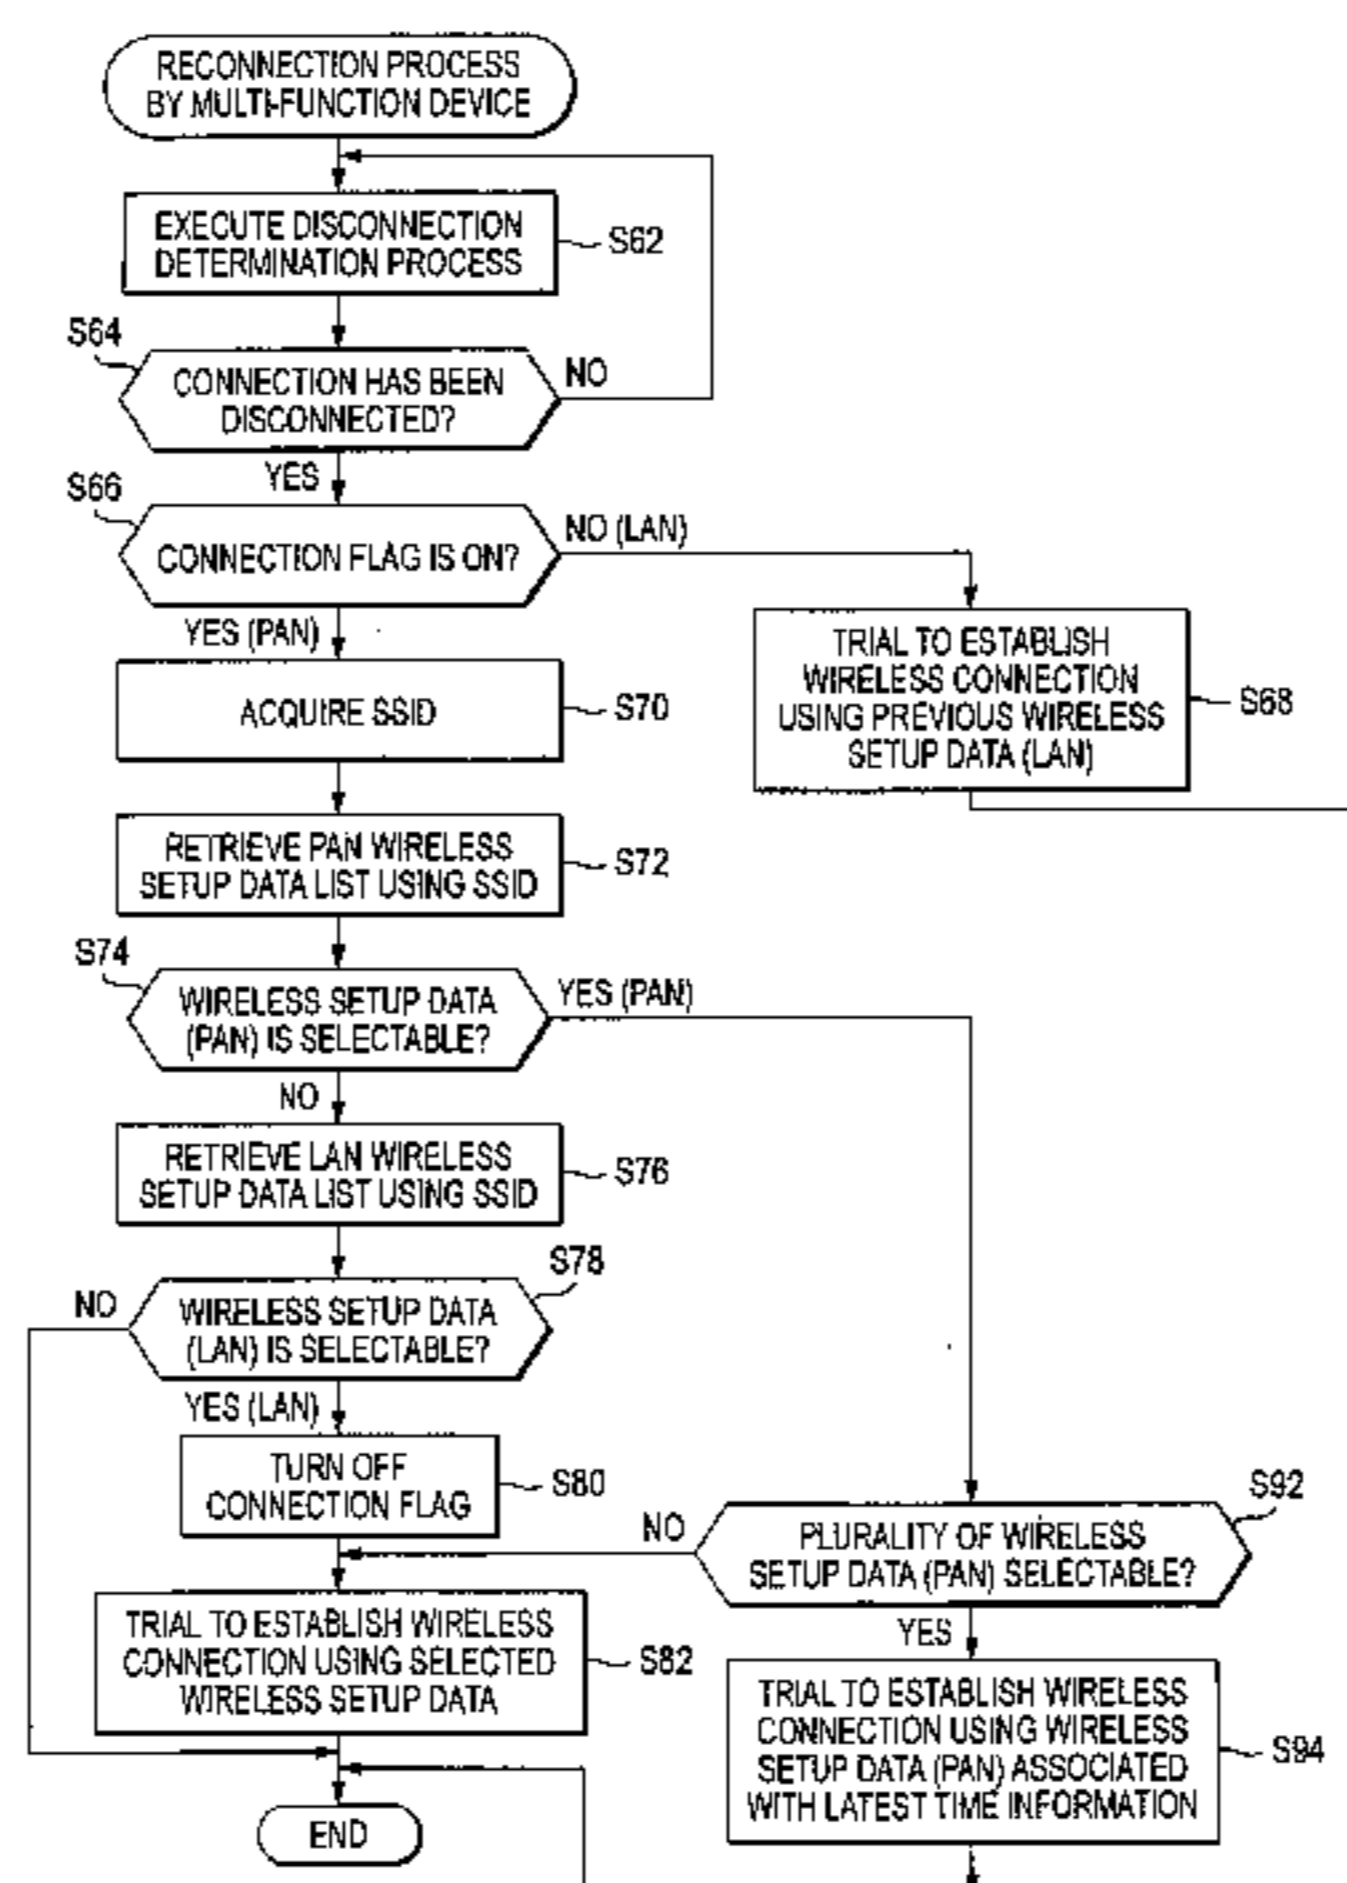 RECONNECTION PROCESS
BY MULTI-FUNCTION DEVICE
EXECUTE DISCONNECTION
DETERMINATION PROCESS
S62
S64
CONNECTION HAS BEEN
DISCONNECTED?
NO
YES
S66
CONNECTION FLAG IS ON?
NO (LAN)
YES (PAN)
TRIAL TO ESTABLISH
WIRELESS CONNECTION
USING PREVIOUS WIRELESS
SETUP DATA (LAN)
S68
ACQUIRE SSID
S70
RETRIEVE PAN WIRELESS
SETUP DATA LIST USING SSID
S72
S74
WIRELESS SETUP DATA
(PAN) IS SELECTABLE?
YES (PAN)
NO
RETRIEVE LAN WIRELESS
SETUP DATA LIST USING SSID
S76
S78
NO
WIRELESS SETUP DATA
(LAN) IS SELECTABLE?
YES (LAN)
TURN OFF
CONNECTION FLAG
S80
S92
NO
PLURALITY OF WIRELESS
SETUP DATA (PAN) SELECTABLE?
YES
TRIAL TO ESTABLISH WIRELESS
CONNECTION USING SELECTED
WIRELESS SETUP DATA
S82
TRIAL TO ESTABLISH WIRELESS
CONNECTION USING WIRELESS
SETUP DATA (PAN) ASSOCIATED
WITH LATEST TIME INFORMATION
S94
END